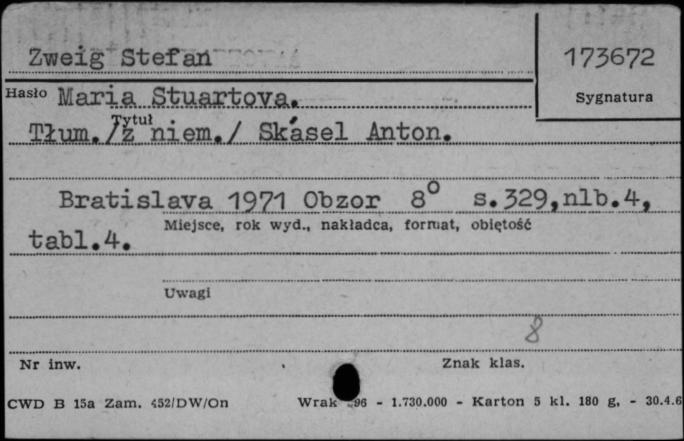 Zweig Stefan
173672
Hasło Maria Stuartova.
Sygnatura
Tytuł
Tłum./z niem./ Skásel Anton.
Bratislava 1971 Obzor 8° s.329,nlb.4,
Miejsce, rok wyd., nakładca, format, objętość
tabl.4.
Uwagi
8
Nr inw.
Znak klas.
CWD B 15a Zam. 452/DW/On
Wrak 96 - 1.730.000 - Karton 5 kl. 180 g, - 30.4.6